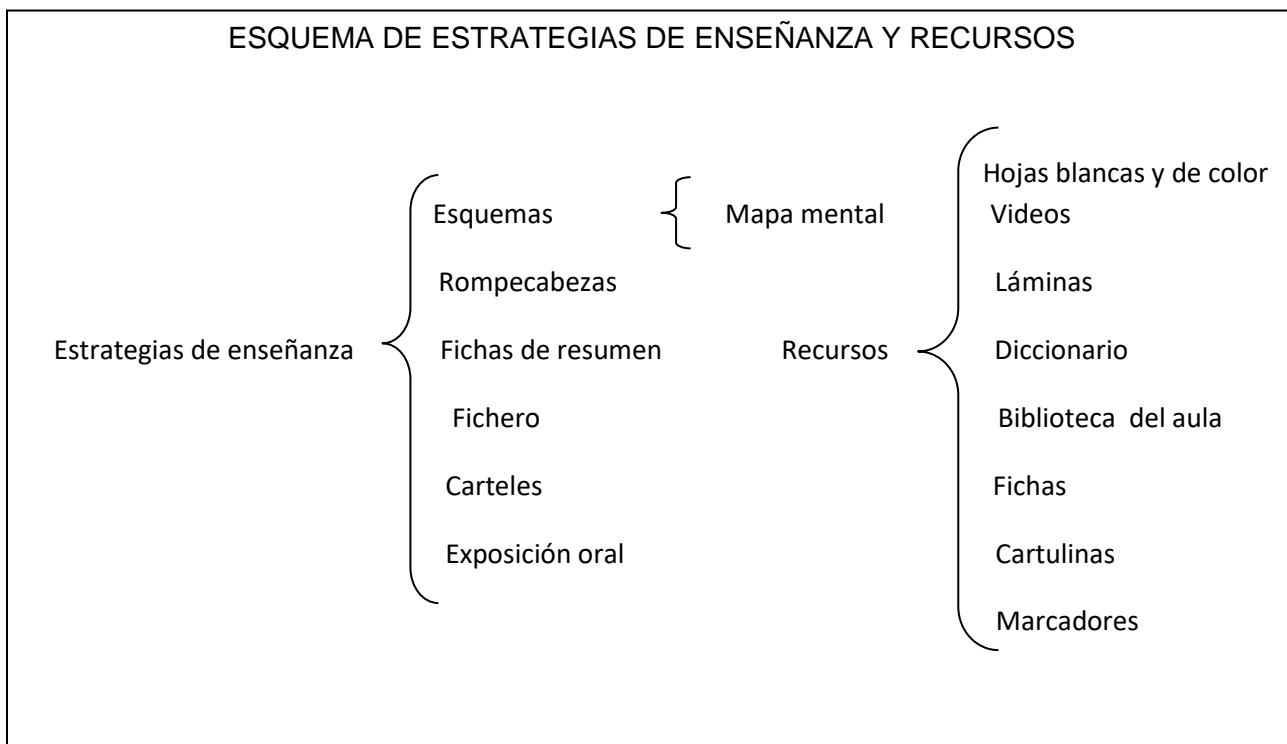 ESQUEMA DE ESTRATEGIAS DE ENSEÑANZA Y RECURSOS
Estrategias de enseñanza
Esquemas
Mapa mental
Rompecabezas
Fichas de resumen
Fichero
Carteles
Exposición oral
Recursos
Hojas blancas y de color
Videos
Láminas
Diccionario
Biblioteca del aula
Fichas
Cartulinas
Marcadores